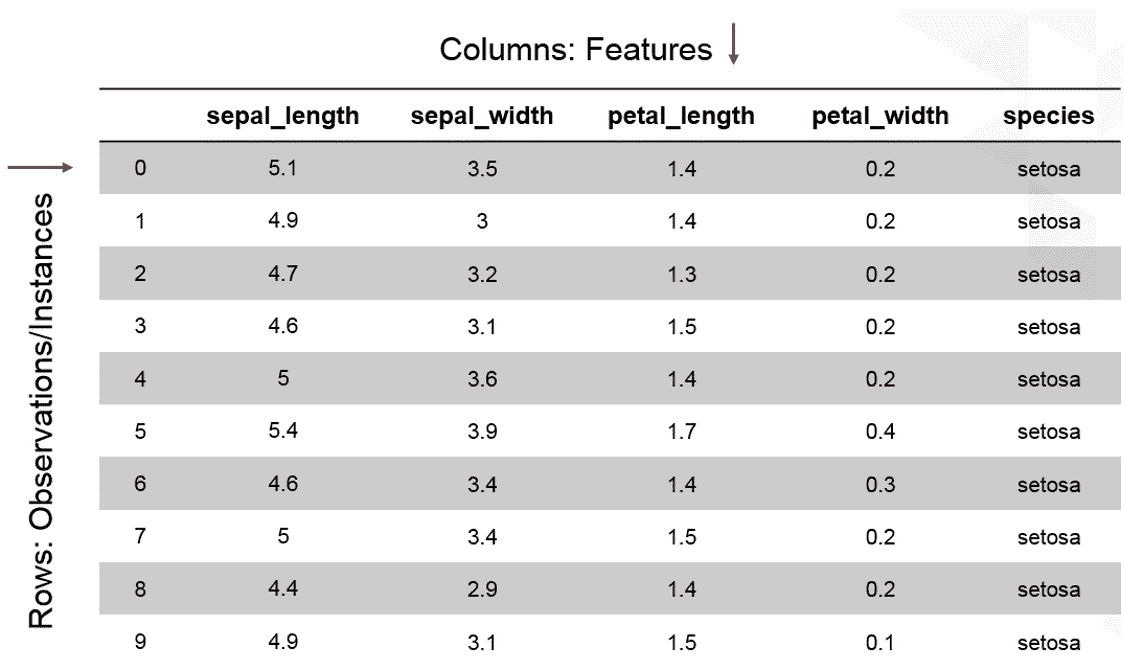 Columns: Features
sepal_length sepal_width petal_length petal_width species
0 5.1 3.5 1.4 0.2 setosa
1 4.9 3 1.4 0.2 setosa
2 4.7 3.2 1.3 0.2 setosa
3 4.6 3.1 1.5 0.2 setosa
4 5 3.6 1.4 0.2 setosa
5 5.4 3.9 1.7 0.4 setosa
6 4.6 3.4 1.4 0.3 setosa
7 5 3.4 1.5 0.2 setosa
8 4.4 2.9 1.4 0.2 setosa
9 4.9 3.1 1.5 0.1 setosa
Rows: Observations/Instances